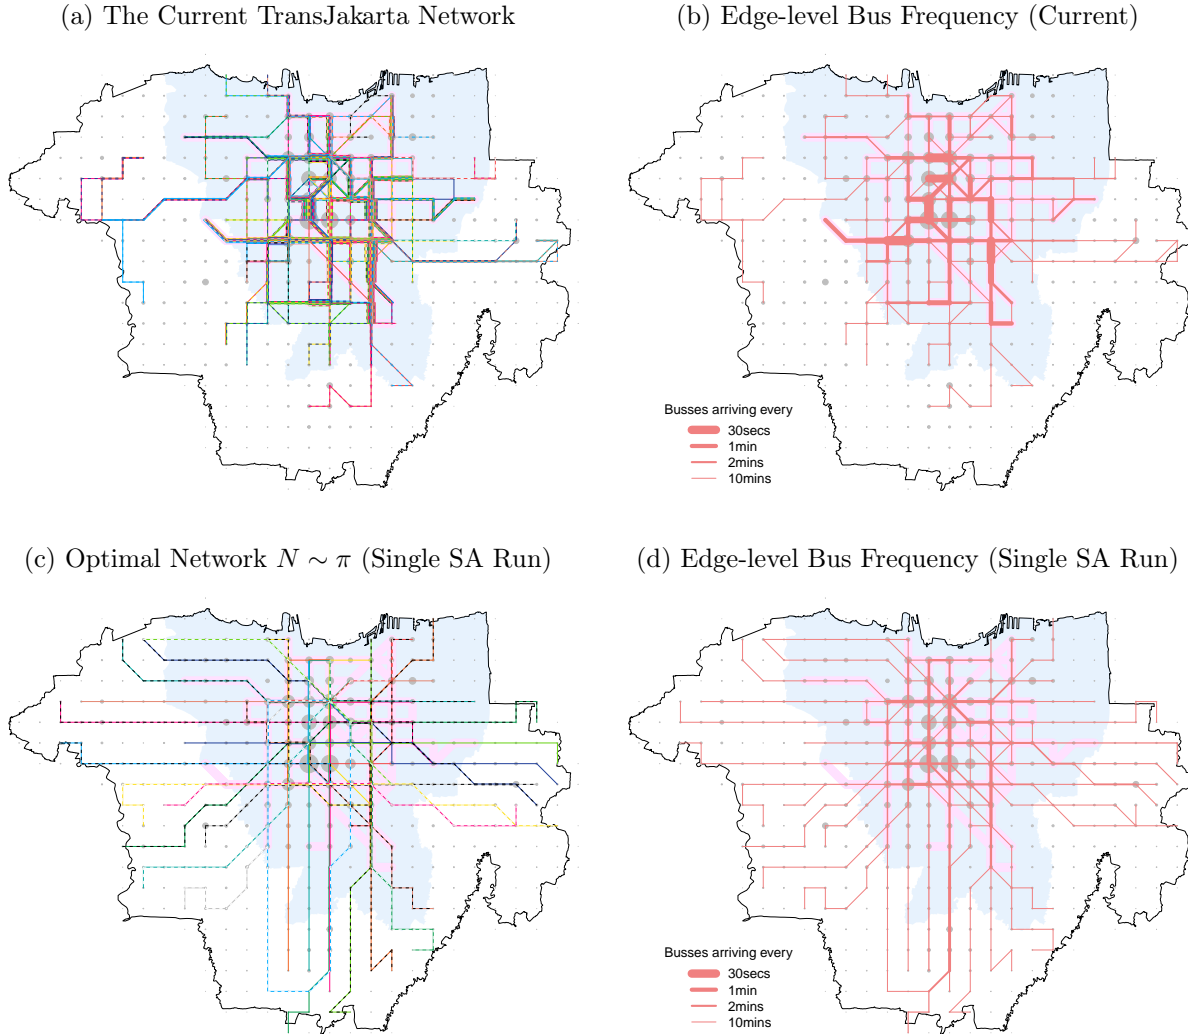 (a) The Current TransJakarta Network
(b) Edge-level Bus Frequency (Current)
Busses arriving every
30secs
1min
2mins
10mins
(c) Optimal Network N ∼ π (Single SA Run)
(d) Edge-level Bus Frequency (Single SA Run)
Busses arriving every
30secs
1min
2mins
10mins